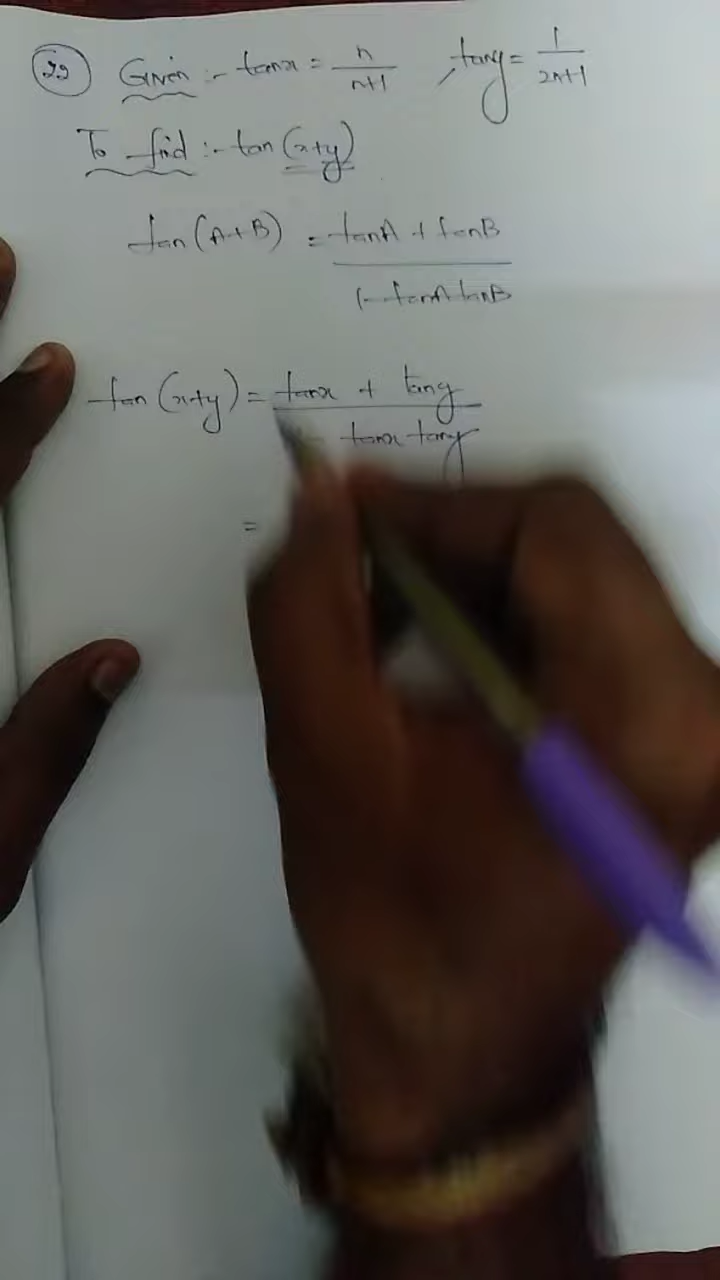 22 Given :- tanx = n/n+1 , tany = 1/2n+1
To find :- tan(x+y)
tan(A+B) = tanA + tanB
1- tanA tanB
tan(x+y) = tanx + tany
- tanx tany
=